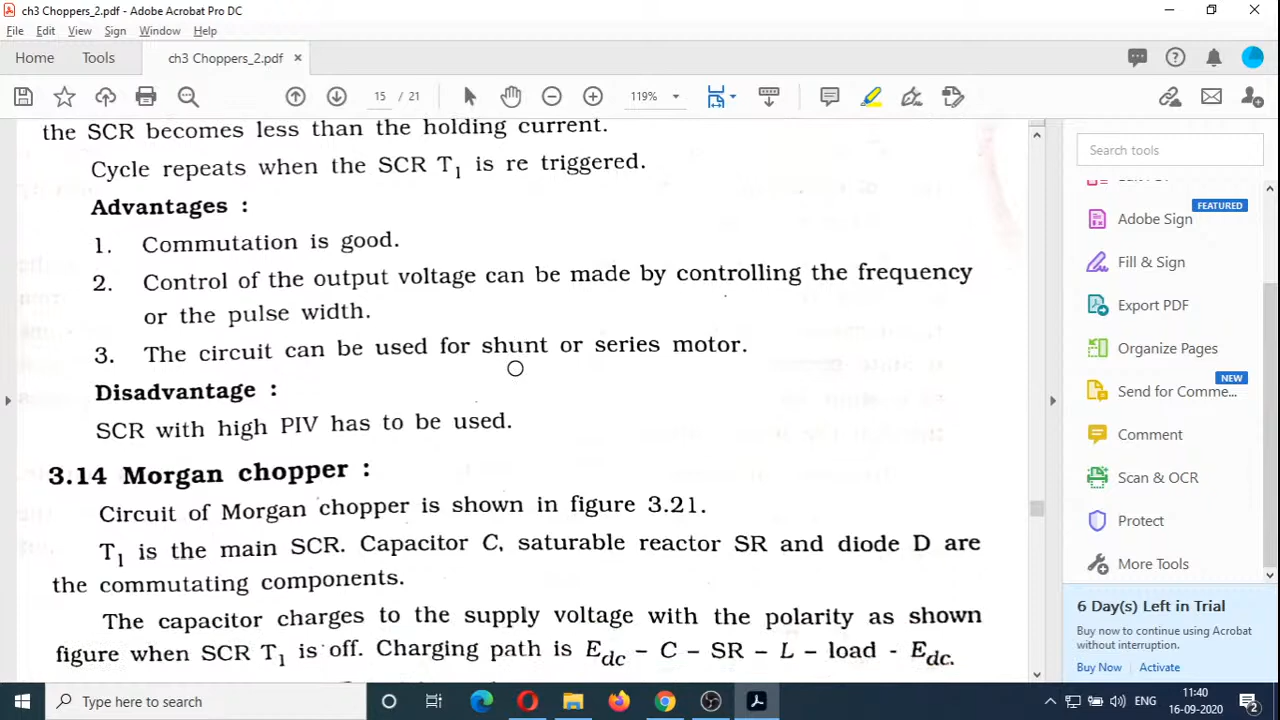 ch3 Choppers_2.pdf - Adobe Acrobat Pro DC
File Edit View Sign Window Help
Home Tools ch3 Choppers_2.pdf ×
15 / 21 119%
the SCR becomes less than the holding current.
Cycle repeats when the SCR T1 is re triggered.
Advantages :
1. Commutation is good.
2. Control of the output voltage can be made by controlling the frequency
or the pulse width.
3. The circuit can be used for shunt or series motor.
Disadvantage :
SCR with high PIV has to be used.
3.14 Morgan chopper :
Circuit of Morgan chopper is shown in figure 3.21.
T1 is the main SCR. Capacitor C, saturable reactor SR and diode D are
the commutating components.
The capacitor charges to the supply voltage with the polarity as shown
figure when SCR T1 is off. Charging path is Edc – C – SR – L – load - Edc.
Search tools
FEATURED
Adobe Sign
Fill & Sign
Export PDF
Organize Pages
NEW
Send for Comme...
Comment
Scan & OCR
Protect
More Tools
6 Day(s) Left in Trial
Buy now to continue using Acrobat
without interruption.
Buy Now Activate
Type here to search
ENG
11:40
16-09-2020
2